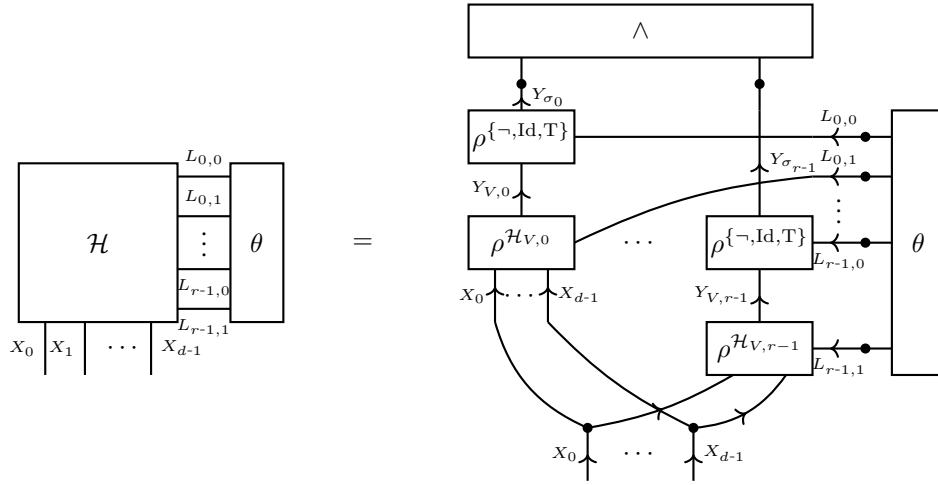 ∧
Y_{σ_0}
ρ^{{¬,Id,T}} L_{0,0}
L_{0,0} Y_{σ_{r-1}} L_{0,1}
L_{0,1} Y_{V,0}
ℋ ⋮ θ = ρ^{ℋ_{V,0}} ⋯ ρ^{{¬,Id,T}} ⋮ θ
L_{r-1,0} L_{r-1,0}
X_0 ⋯ X_{d-1} Y_{V,r-1}
L_{r-1,1}
X_0 X_1 ⋯ X_{d-1} ρ^{ℋ_{V,r−1}} L_{r-1,1}
X_0 ⋯ X_{d-1}